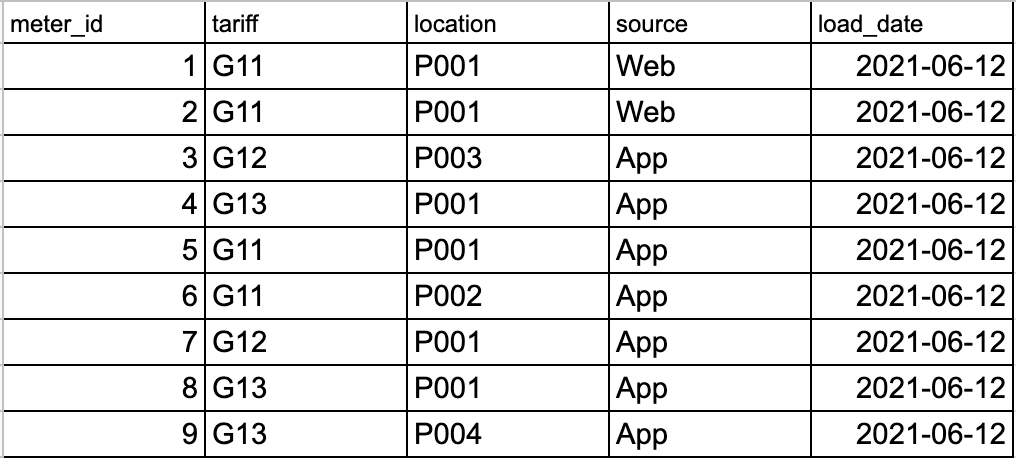 meter_id tariff location source load_date
1 G11 P001 Web 2021-06-12
2 G11 P001 Web 2021-06-12
3 G12 P003 App 2021-06-12
4 G13 P001 App 2021-06-12
5 G11 P001 App 2021-06-12
6 G11 P002 App 2021-06-12
7 G12 P001 App 2021-06-12
8 G13 P001 App 2021-06-12
9 G13 P004 App 2021-06-12